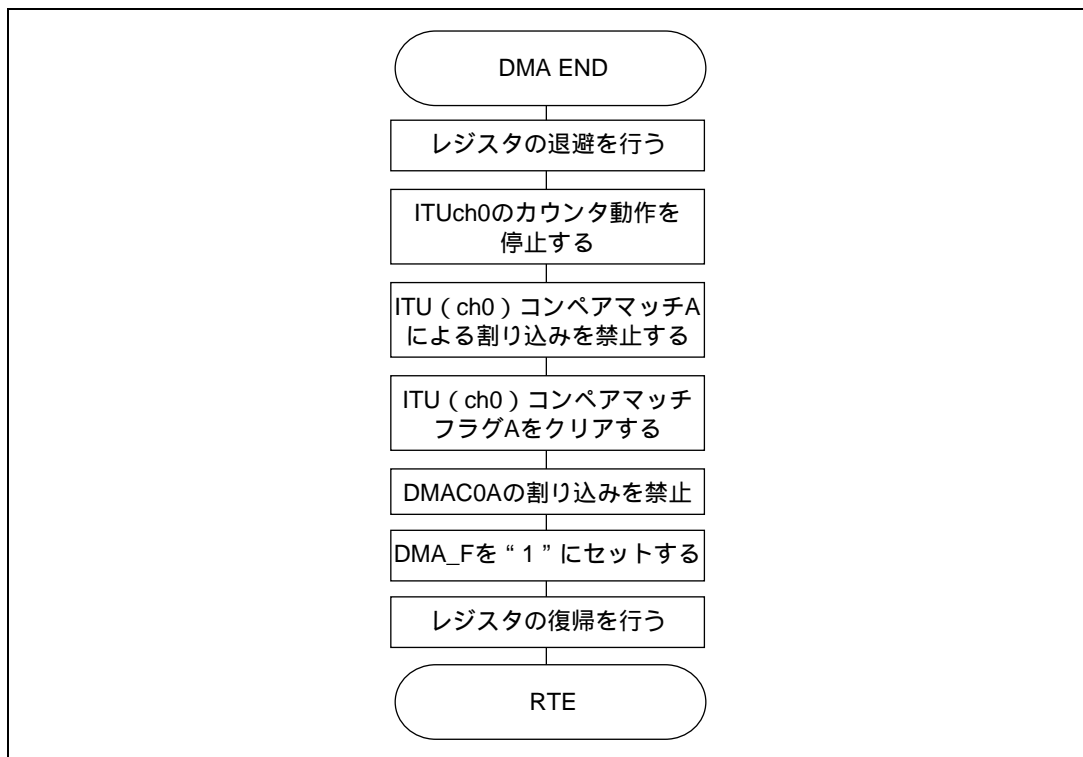 DMA END
レジスタの退避を行う
ITUch0のカウンタ動作を
停止する
ITU（ch0）コンペアマッチA
による割り込みを禁止する
ITU（ch0）コンペアマッチ
フラグAをクリアする
DMAC0Aの割り込みを禁止
DMA_Fを“1”にセットする
レジスタの復帰を行う
RTE